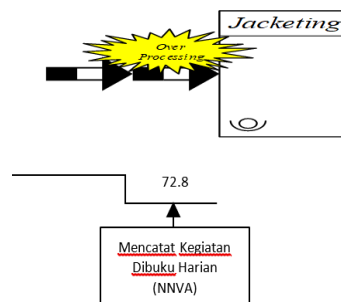 Jacketing
Over
Processing
72.8
Mencatat Kegiatan
Dibuku Harian
(NNVA)